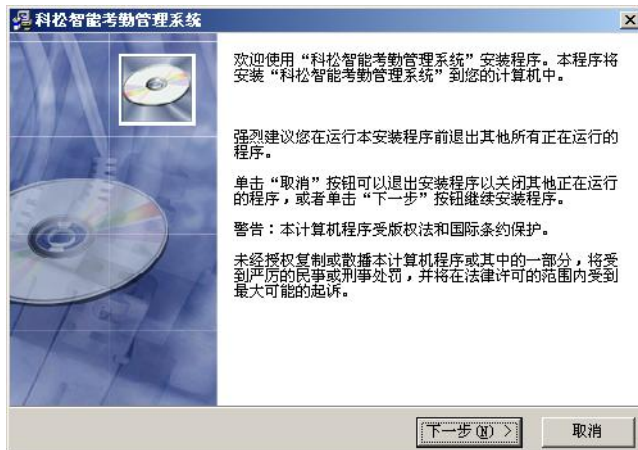 科松智能考勤管理系统
欢迎使用“科松智能考勤管理系统”安装程序。本程序将
安装“科松智能考勤管理系统”到您的计算机中。
强烈建议您在运行本安装程序前退出其他所有正在运行的
程序。
单击“取消”按钮可以退出安装程序以关闭其他正在运行
的程序，或者单击“下一步”按钮继续安装程序。
警告：本计算机程序受版权法和国际条约保护。
未经授权复制或散播本计算机程序或其中的一部分，将受
到严厉的民事或刑事处罚，并将在法律许可的范围内受到
最大可能的起诉。
下一步(N) >
取消